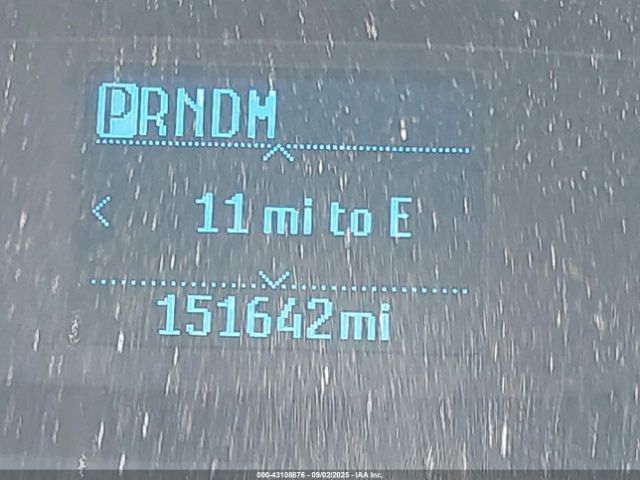 PRNDM
11 mi to E
151642mi
000-43108876 - 09/02/2025 - IAA Inc.